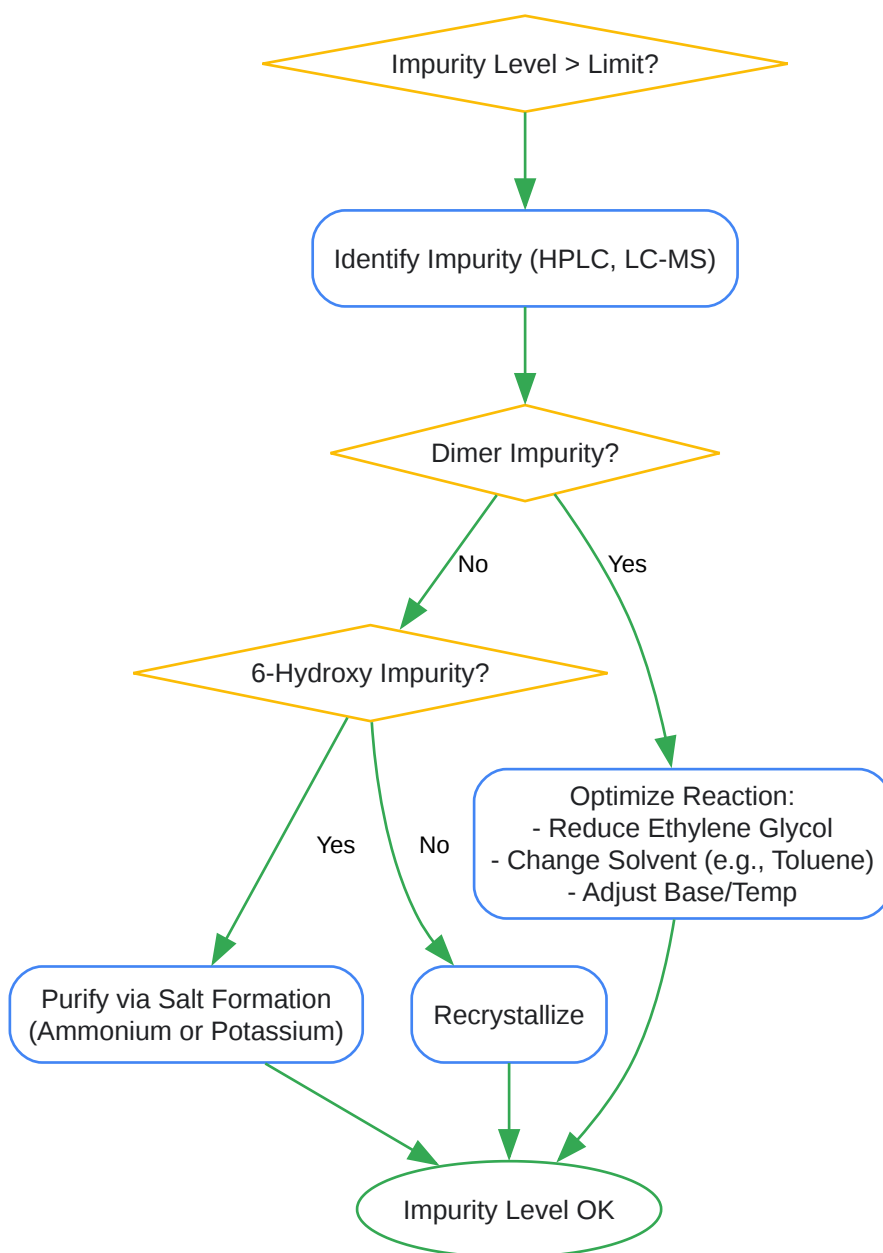 Impurity Level > Limit?
Identify Impurity (HPLC, LC-MS)
Dimer Impurity?
No
Yes
6-Hydroxy Impurity?
Yes
No
Optimize Reaction:
- Reduce Ethylene Glycol
- Change Solvent (e.g., Toluene)
- Adjust Base/Temp
Purify via Salt Formation
(Ammonium or Potassium)
Recrystallize
Impurity Level OK